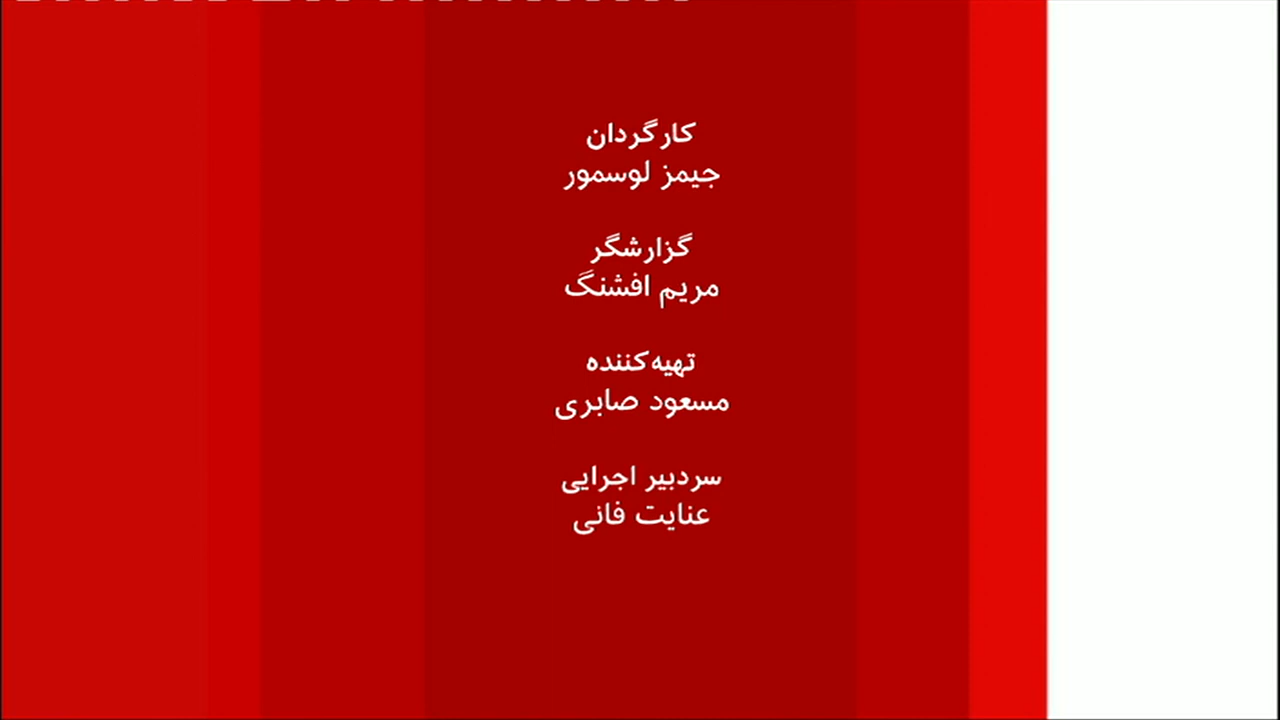 کارگردان
جیمز لوسمور
گزارشگر
مریم افشنگ
تهیه‌کننده
مسعود صابری
سردبیر اجرایی
عنایت فانی